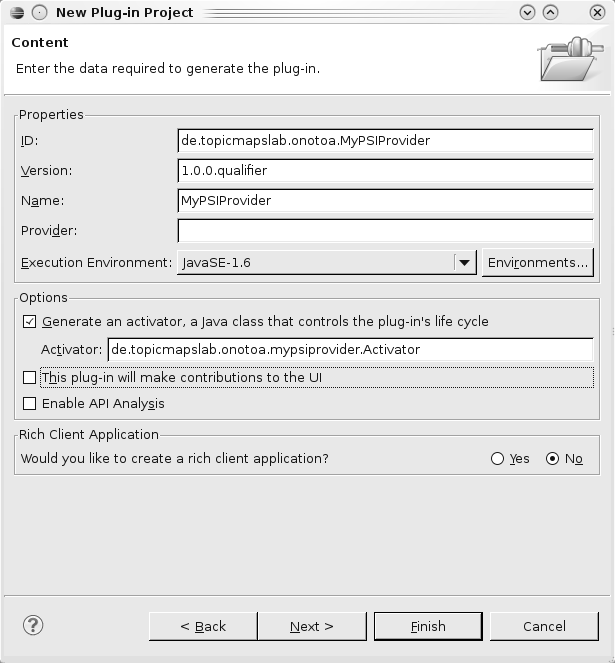 New Plug-in Project
Content
Enter the data required to generate the plug-in.
Properties
ID: de.topicmapslab.onotoa.MyPSIProvider
Version: 1.0.0.qualifier
Name: MyPSIProvider
Provider:
Execution Environment: JavaSE-1.6 Environments...
Options
Generate an activator, a Java class that controls the plug-in's life cycle
Activator: de.topicmapslab.onotoa.mypsiprovider.Activator
This plug-in will make contributions to the UI
Enable API Analysis
Rich Client Application
Would you like to create a rich client application? Yes No
? < Back Next > Finish Cancel